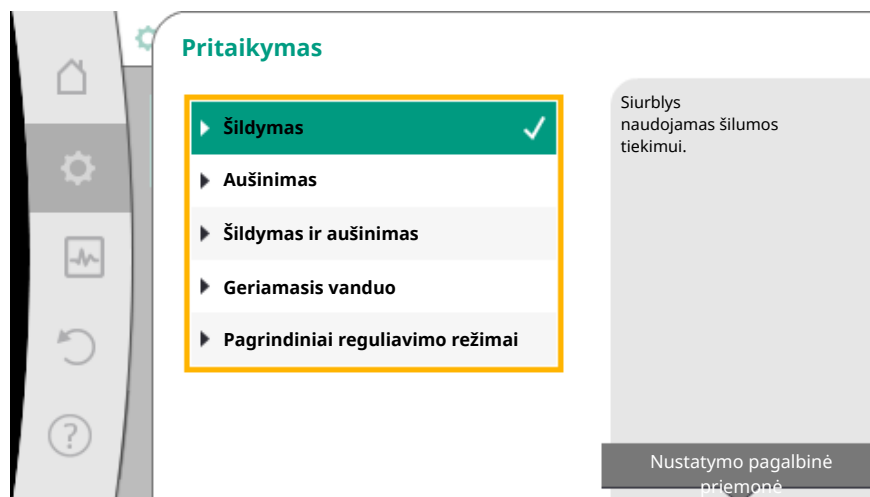 Pritaikymas
Šildymas
Aušinimas
Šildymas ir aušinimas
Geriamasis vanduo
Pagrindiniai reguliavimo režimai
Siurblys
naudojamas šilumos
tiekimui.
Nustatymo pagalbinė
priemonė
?